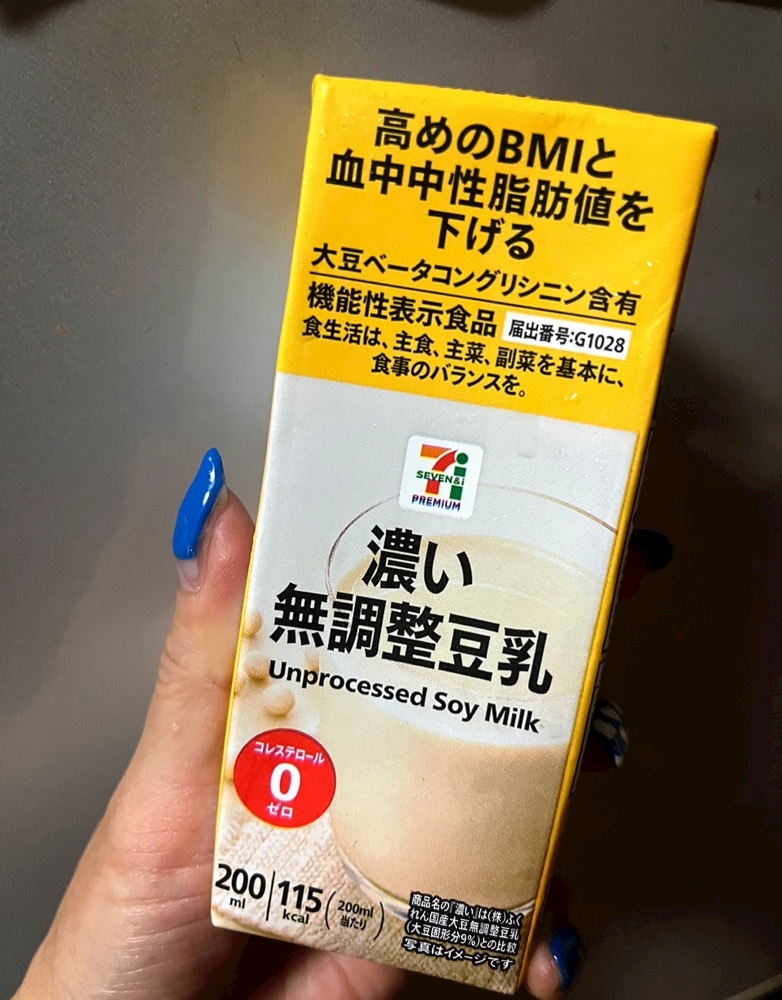 高めのBMIと
血中中性脂肪値を
下げる
大豆ベータコングリシニン含有
機能性表示食品 届出番号:G1028
食生活は、主食、主菜、副菜を基本に、
食事のバランスを。
SEVEN&i
PREMIUM
濃い
無調整豆乳
Unprocessed Soy Milk
コレステロール
0
ゼロ
200ml 115kcal (200ml当たり)
商品名の「濃い」は(株)ふく
れん国産大豆無調整豆乳
(大豆固形分9%)との比較
写真はイメージです